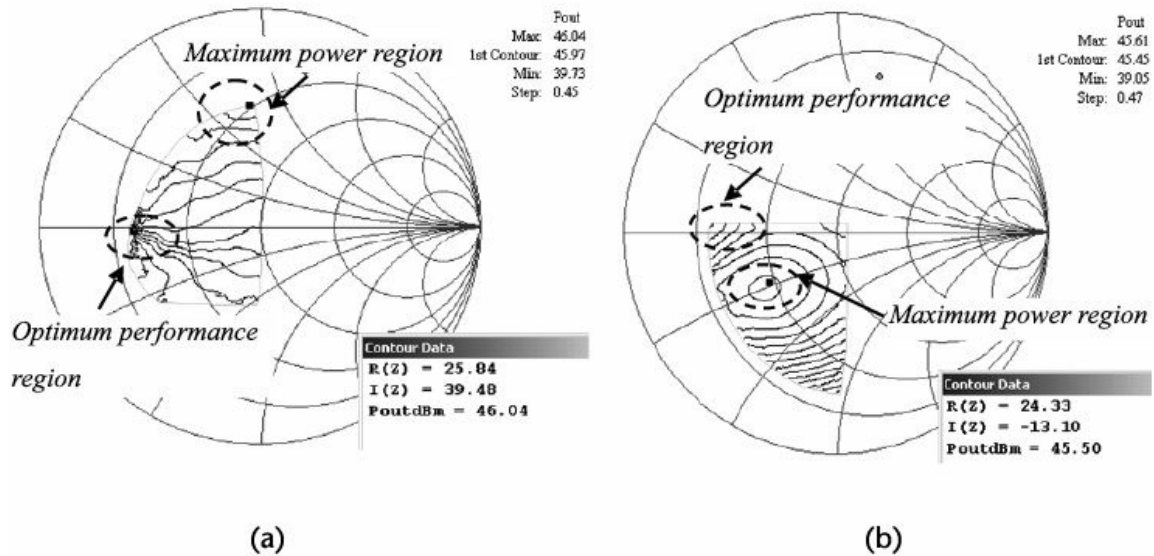 Pout
Max: 46.04
1st Contour: 45.97
Min: 39.73
Step: 0.45
Maximum power region
Optimum performance
region
Contour Data
R(Z) = 25.84
I(Z) = 39.48
PoutdBm = 46.04
(a)
Pout
Max: 45.61
1st Contour: 45.45
Min: 39.05
Step: 0.47
Optimum performance
region
Maximum power region
Contour Data
R(Z) = 24.33
I(Z) = -13.10
PoutdBm = 45.50
(b)